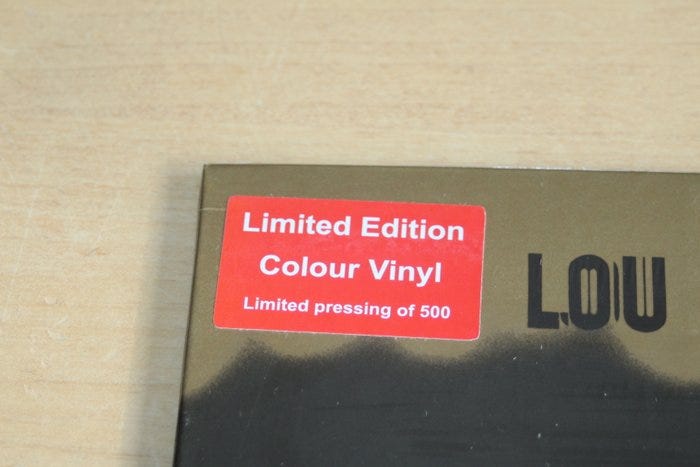 Limited Edition
Colour Vinyl
Limited pressing of 500
LOU